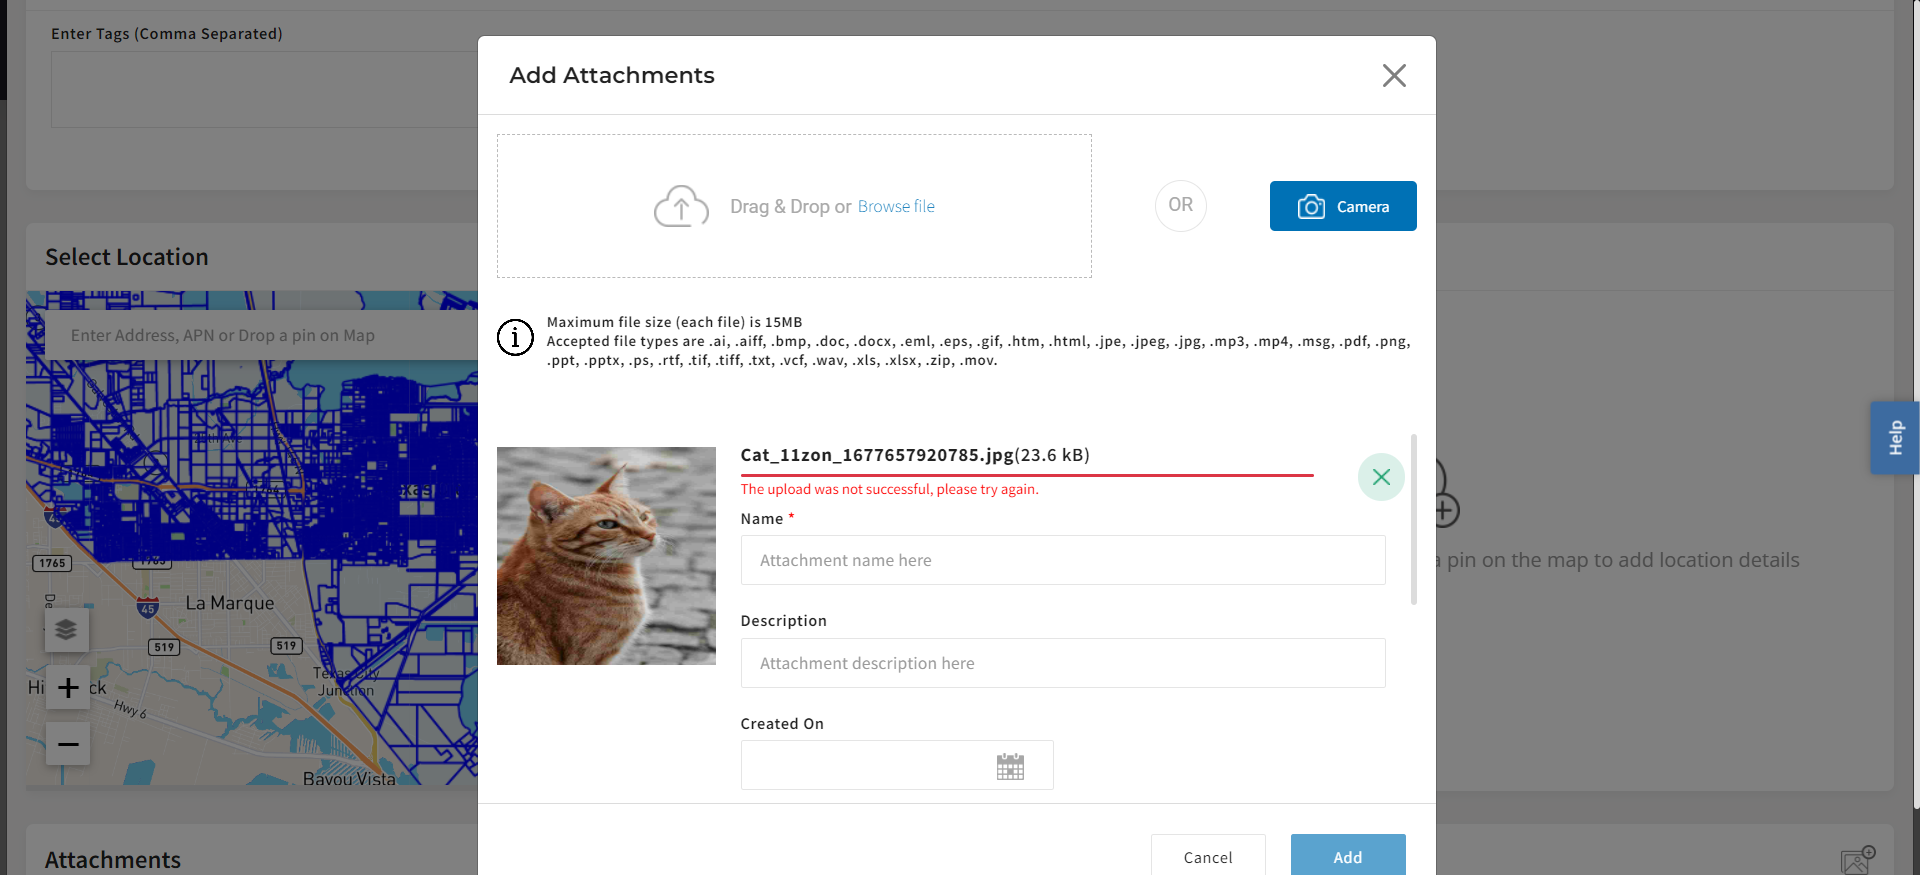 Enter Tags (Comma Separated)
Add Attachments
Drag & Drop or Browse file
OR
Camera
Select Location
Enter Address, APN or Drop a pin on Map
Maximum file size (each file) is 15MB
Accepted file types are .ai, .aiff, .bmp, .doc, .docx, .eml, .eps, .gif, .htm, .html, .jpe, .jpeg, .jpg, .mp3, .mp4, .msg, .pdf, .png,
.ppt, .pptx, .ps, .rtf, .tif, .tiff, .txt, .vcf, .wav, .xls, .xlsx, .zip, .mov.
Help
Cat_11zon_1677657920785.jpg(23.6 kB)
The upload was not successful, please try again.
Name *
Attachment name here
a pin on the map to add location details
1765
45
La Marque
519
519
Texas City
Junction
Hwy 6
Bayou Vista
Description
Attachment description here
Created On
Attachments
Cancel
Add